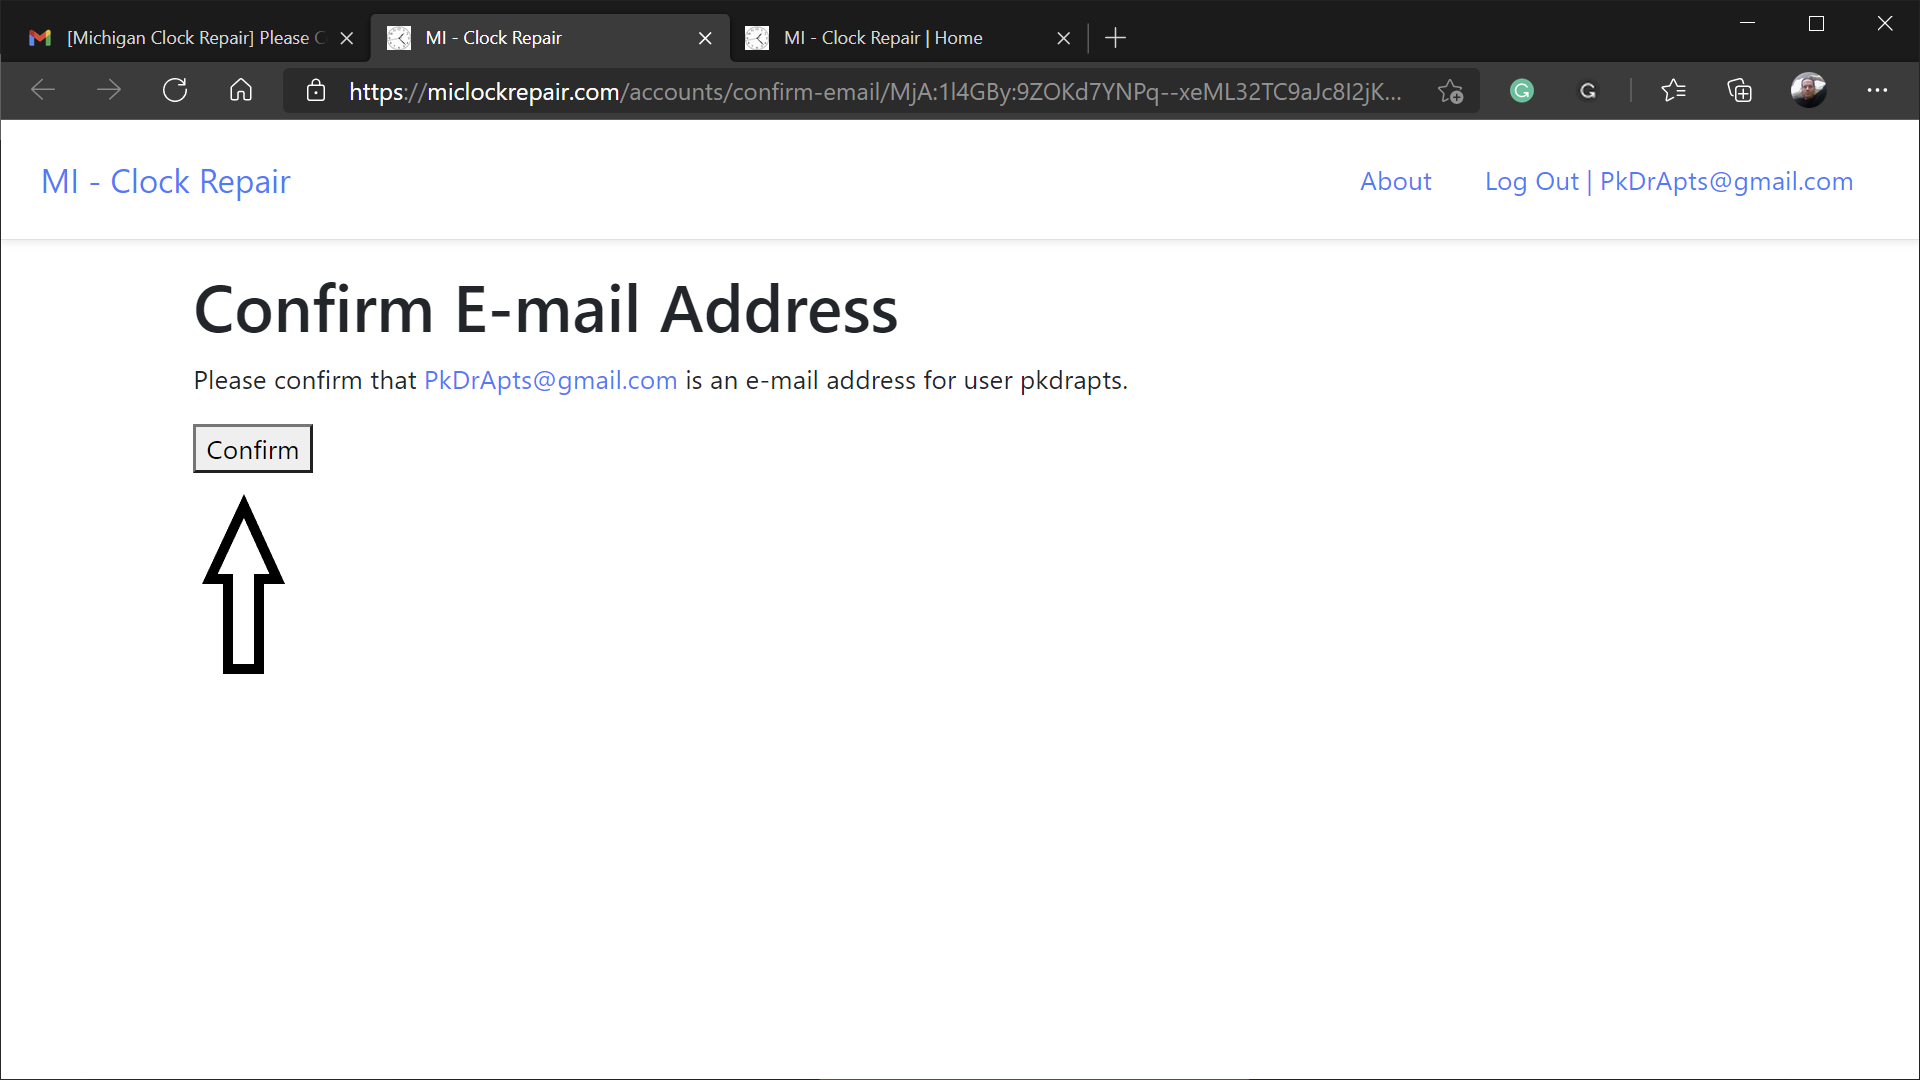 [Michigan Clock Repair] Please C
MI - Clock Repair
MI - Clock Repair | Home
https://miclockrepair.com/accounts/confirm-email/MjA:1l4GBy:9ZOKd7YNPq--xeML32TC9aJc8I2jK...
MI - Clock Repair
About
Log Out | PkDrApts@gmail.com
Confirm E-mail Address
Please confirm that PkDrApts@gmail.com is an e-mail address for user pkdrapts.
Confirm